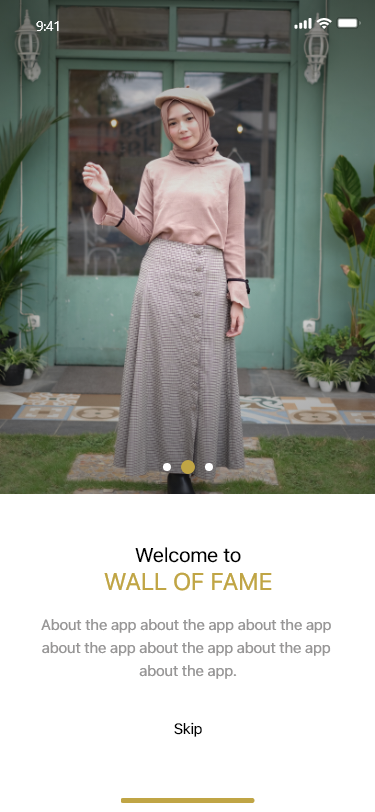 9:41
Welcome to
WALL OF FAME
About the app about the app about the app
about the app about the app about the app
about the app.
Skip